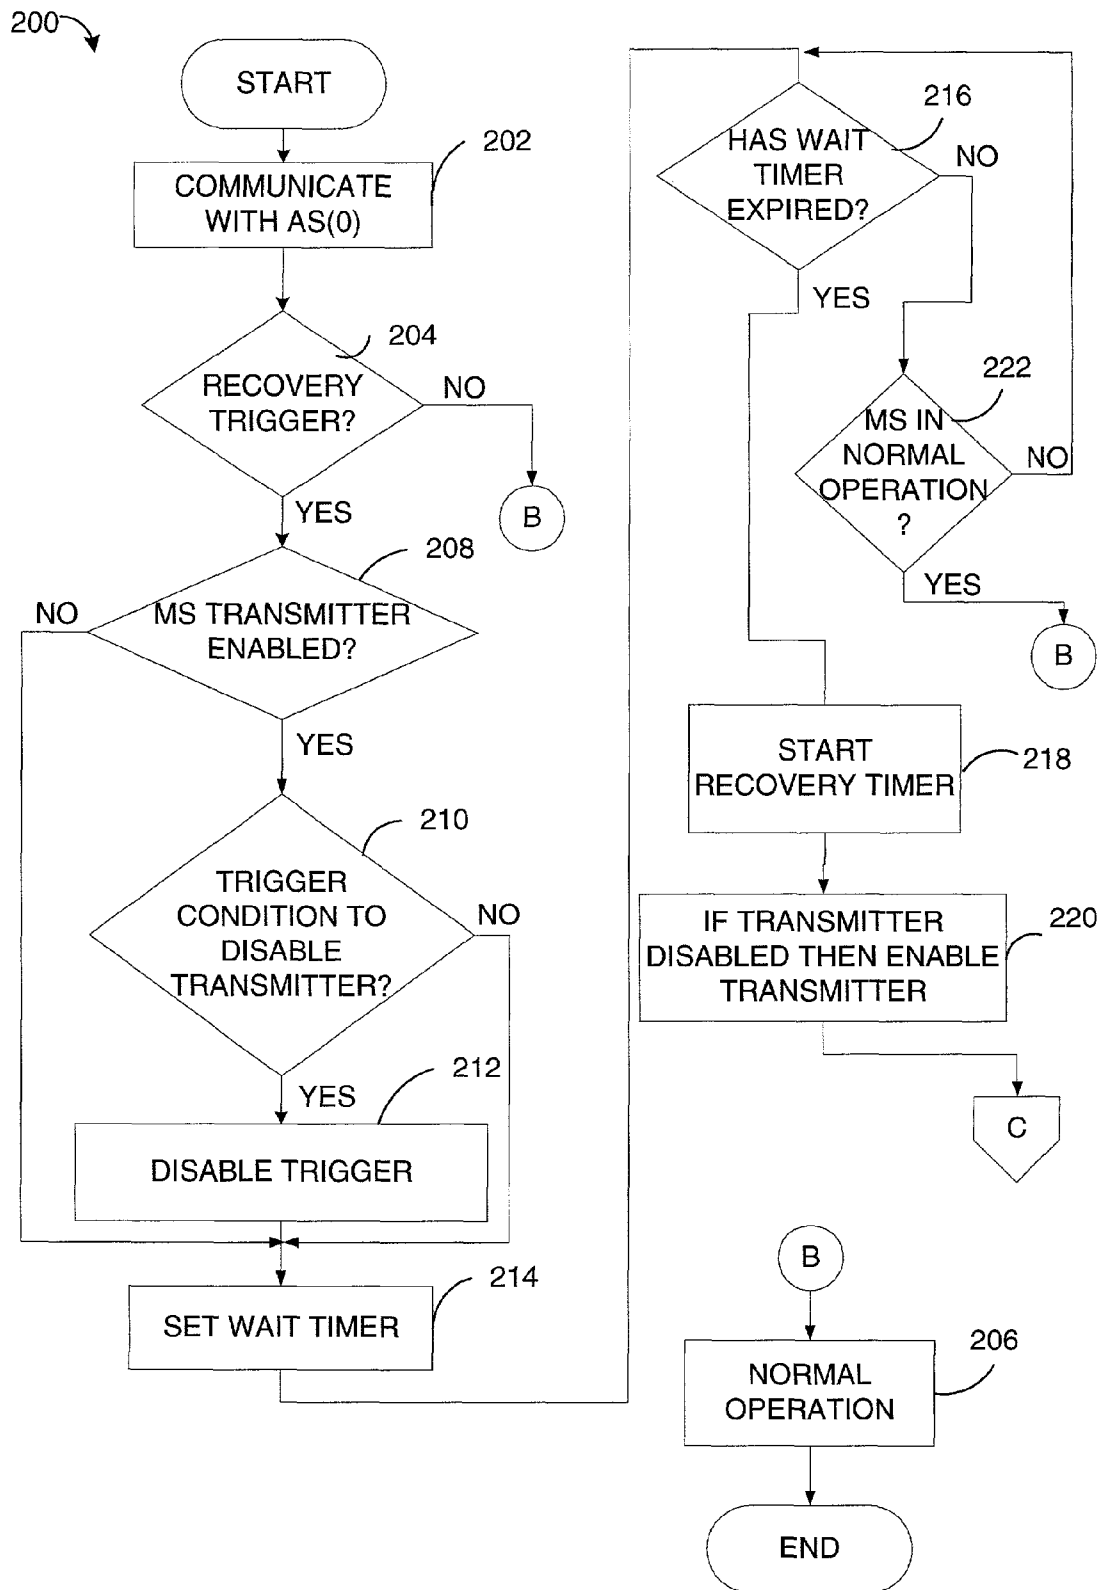 200
START
202
COMMUNICATE
WITH AS(0)
204
RECOVERY
TRIGGER?
NO
B
YES
208
NO
MS TRANSMITTER
ENABLED?
YES
210
TRIGGER
CONDITION TO
DISABLE
TRANSMITTER?
NO
YES
212
DISABLE TRIGGER
214
SET WAIT TIMER
216
HAS WAIT
TIMER
EXPIRED?
NO
YES
222
MS IN
NORMAL
OPERATION
?
NO
YES
B
START
RECOVERY TIMER
218
IF TRANSMITTER
DISABLED THEN ENABLE
TRANSMITTER
220
C
B
206
NORMAL
OPERATION
END